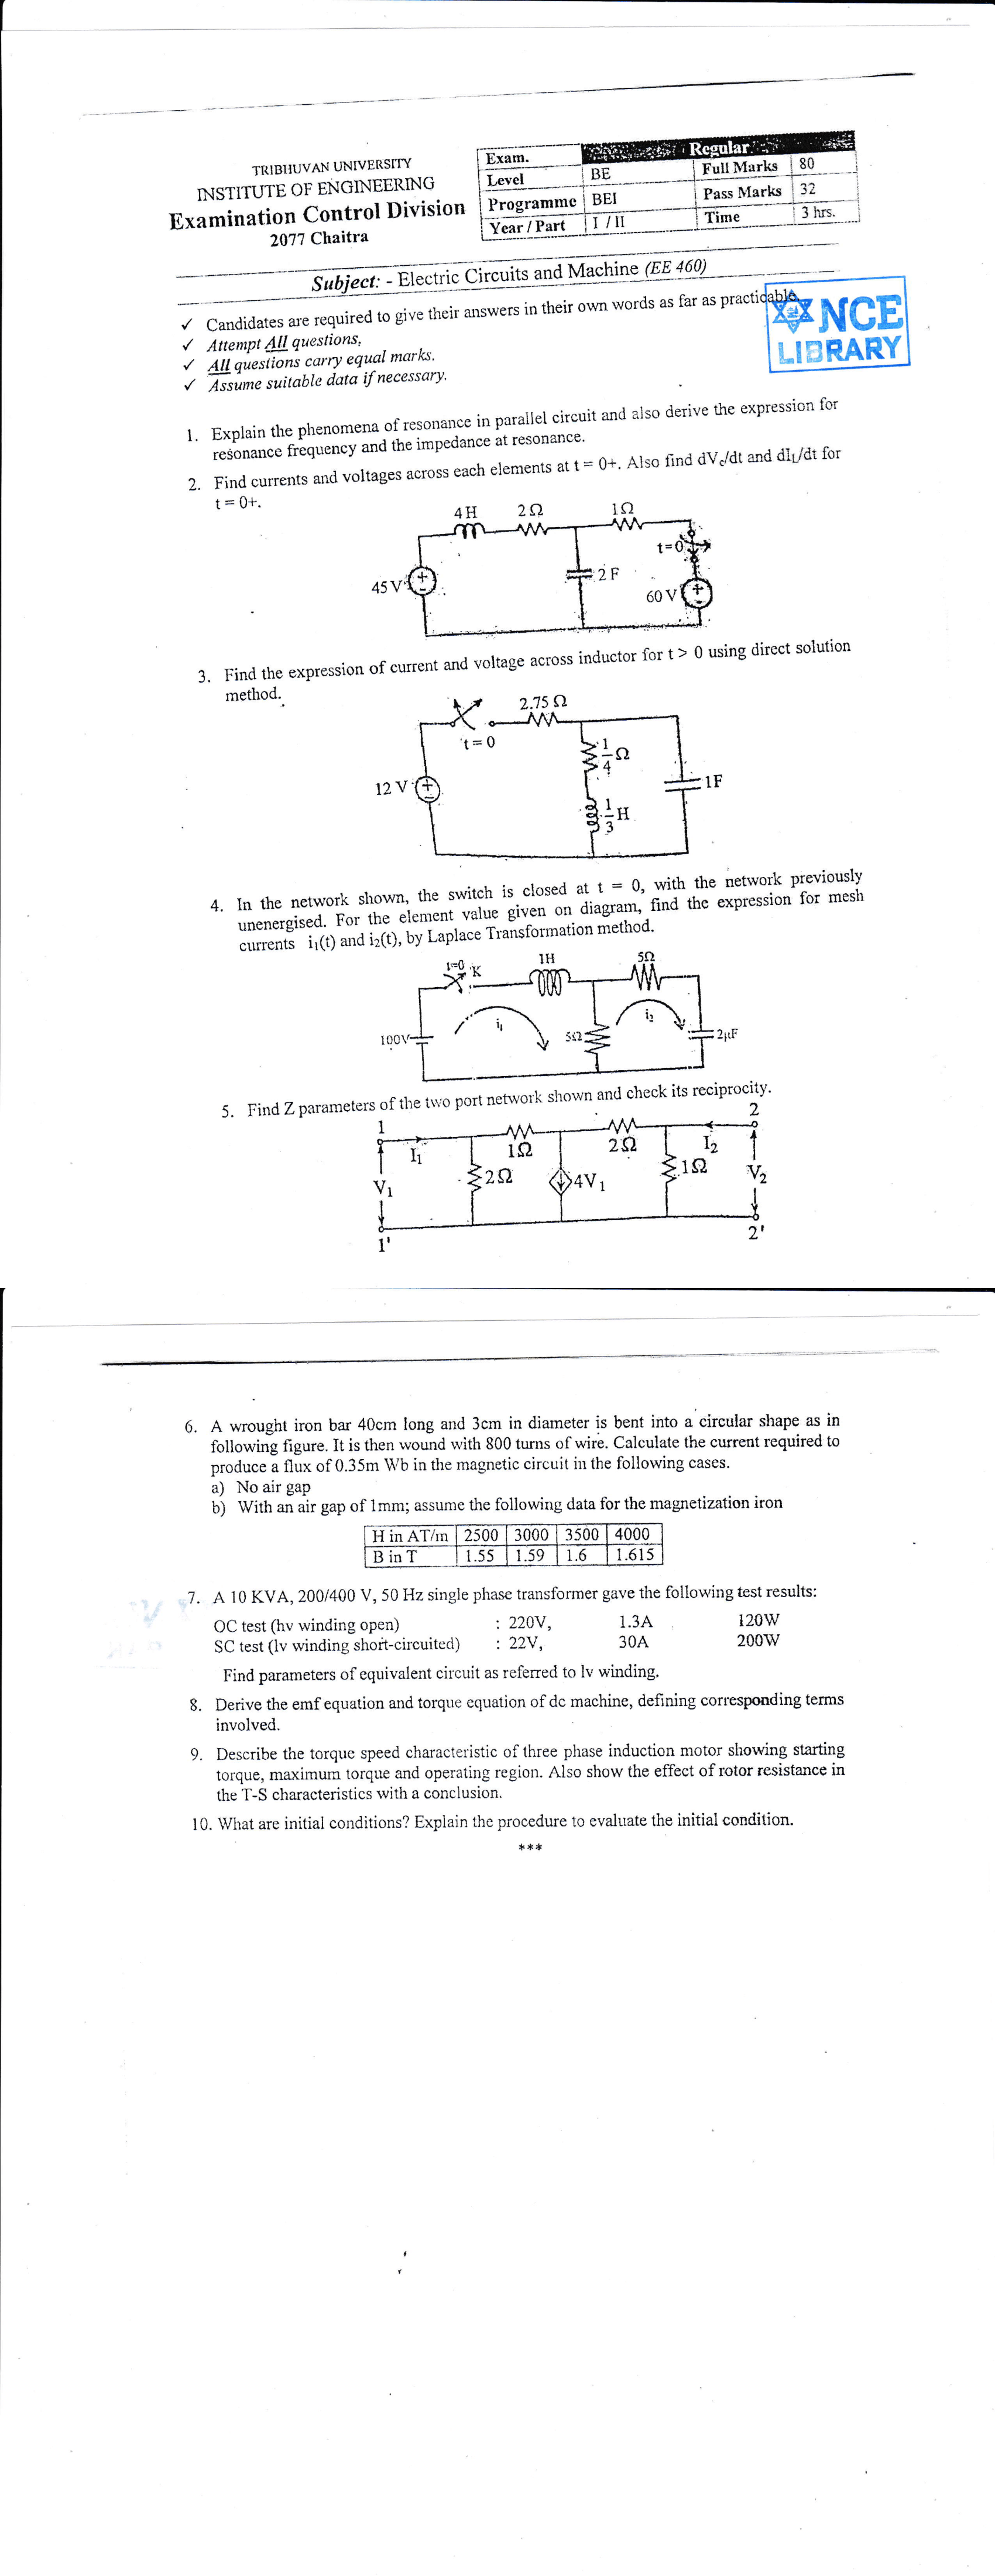 TRIBHUVAN UNIVERSITY
INSTITUTE OF ENGINEERING
Examination Control Division
2077 Chaitra
Exam. Regular
Level BE Full Marks 80
Programme BEI Pass Marks 32
Year / Part I / II Time 3 hrs.
Subject: - Electric Circuits and Machine (EE 460)
✓ Candidates are required to give their answers in their own words as far as practicable.
✓ Attempt All questions.
✓ All questions carry equal marks.
✓ Assume suitable data if necessary.
NCE
LIBRARY
1. Explain the phenomena of resonance in parallel circuit and also derive the expression for
resonance frequency and the impedance at resonance.
2. Find currents and voltages across each elements at t = 0+. Also find dVc/dt and dIL/dt for
t = 0+.
4 H 2 Ω 1Ω
t=0
45 V 2 F 60 V
3. Find the expression of current and voltage across inductor for t > 0 using direct solution
method.
2.75 Ω
t = 0
1/4 Ω
12 V 1F
1/3 H
4. In the network shown, the switch is closed at t = 0, with the network previously
unenergised. For the element value given on diagram, find the expression for mesh
currents i₁(t) and i₂(t), by Laplace Transformation method.
t=0 K 1H 5Ω
100V i₁ 5Ω i₂ 2μF
5. Find Z parameters of the two port network shown and check its reciprocity.
1 2
I₁ 1Ω 2Ω I₂
V₁ 2Ω 4V₁ 1Ω V₂
1' 2'
6. A wrought iron bar 40cm long and 3cm in diameter is bent into a circular shape as in
following figure. It is then wound with 800 turns of wire. Calculate the current required to
produce a flux of 0.35m Wb in the magnetic circuit in the following cases.
a) No air gap
b) With an air gap of 1mm; assume the following data for the magnetization iron
H in AT/m 2500 3000 3500 4000
B in T 1.55 1.59 1.6 1.615
7. A 10 KVA, 200/400 V, 50 Hz single phase transformer gave the following test results:
OC test (hv winding open) : 220V, 1.3A 120W
SC test (lv winding short-circuited) : 22V, 30A 200W
Find parameters of equivalent circuit as referred to lv winding.
8. Derive the emf equation and torque equation of dc machine, defining corresponding terms
involved.
9. Describe the torque speed characteristic of three phase induction motor showing starting
torque, maximum torque and operating region. Also show the effect of rotor resistance in
the T-S characteristics with a conclusion.
10. What are initial conditions? Explain the procedure to evaluate the initial condition.
***